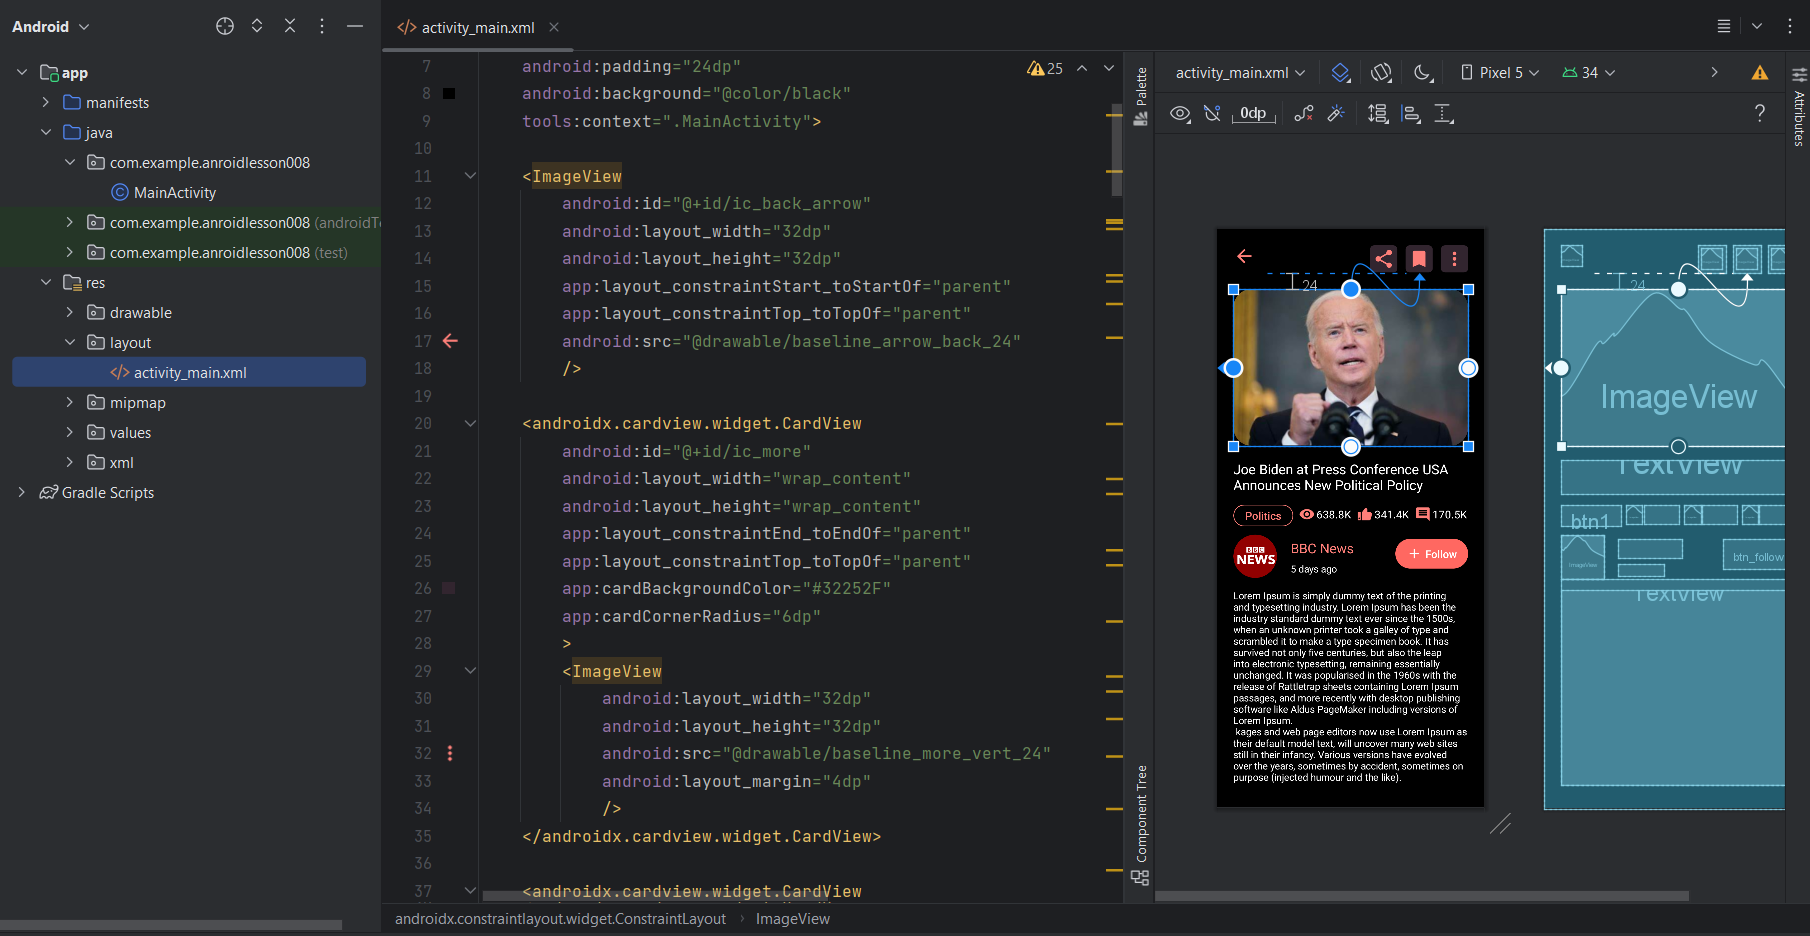 Android
app
manifests
java
com.example.anroidlesson008
MainActivity
com.example.anroidlesson008 (androidTe
com.example.anroidlesson008 (test)
res
drawable
layout
activity_main.xml
mipmap
values
xml
Gradle Scripts
activity_main.xml
25
7 android:padding="24dp"
8 android:background="@color/black"
9 tools:context=".MainActivity">
10
11 <ImageView
12 android:id="@+id/ic_back_arrow"
13 android:layout_width="32dp"
14 android:layout_height="32dp"
15 app:layout_constraintStart_toStartOf="parent"
16 app:layout_constraintTop_toTopOf="parent"
17 android:src="@drawable/baseline_arrow_back_24"
18 />
19
20 <androidx.cardview.widget.CardView
21 android:id="@+id/ic_more"
22 android:layout_width="wrap_content"
23 android:layout_height="wrap_content"
24 app:layout_constraintEnd_toEndOf="parent"
25 app:layout_constraintTop_toTopOf="parent"
26 app:cardBackgroundColor="#32252F"
27 app:cardCornerRadius="6dp"
28 >
29 <ImageView
30 android:layout_width="32dp"
31 android:layout_height="32dp"
32 android:src="@drawable/baseline_more_vert_24"
33 android:layout_margin="4dp"
34 />
35 </androidx.cardview.widget.CardView>
36
37 <androidx.cardview.widget.CardView
androidx.constraintlayout.widget.ConstraintLayout > ImageView
Palette
Component Tree
activity_main.xml
Pixel 5
34
0dp
?
Attributes
24
Joe Biden at Press Conference USA
Announces New Political Policy
Politics 638.8K 341.4K 170.5K
BBC
NEWS
BBC News
5 days ago
+ Follow
Lorem Ipsum is simply dummy text of the printing
and typesetting industry. Lorem Ipsum has been the
industry standard dummy text ever since the 1500s,
when an unknown printer took a galley of type and
scrambled it to make a type specimen book. It has
survived not only five centuries, but also the leap
into electronic typesetting, remaining essentially
unchanged. It was popularised in the 1960s with the
release of Rattletrap sheets containing Lorem Ipsum
passages, and more recently with desktop publishing
software like Aldus PageMaker including versions of
Lorem Ipsum.
kages and web page editors now use Lorem Ipsum as
their default model text, will uncover many web sites
still in their infancy. Various versions have evolved
over the years, sometimes by accident, sometimes on
purpose (injected humour and the like).
24
ImageView
TextView
btn1
ImageView
btn_follow
TextView